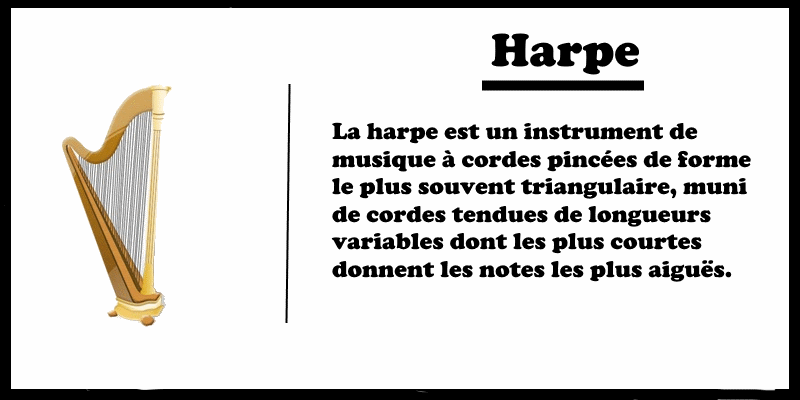 Harpe
La harpe est un instrument de
musique à cordes pincées de forme
le plus souvent triangulaire, muni
de cordes tendues de longueurs
variables dont les plus courtes
donnent les notes les plus aiguës.